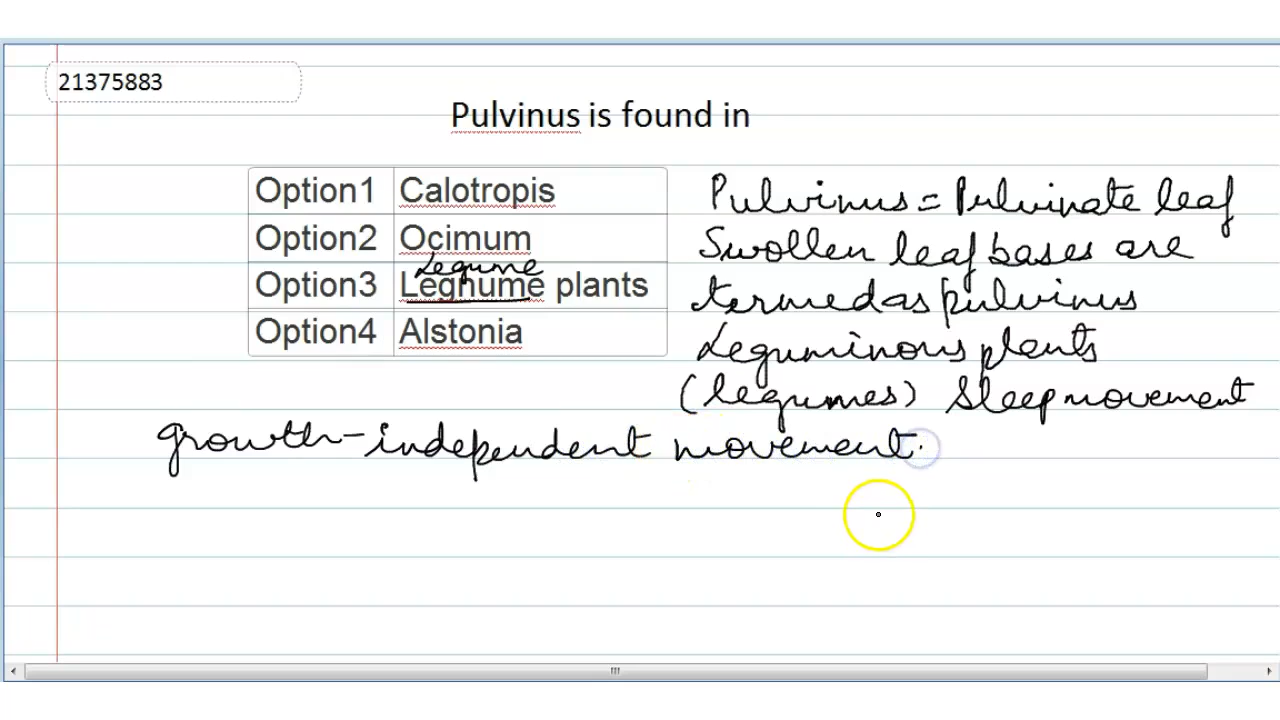 21375883
Pulvinus is found in
Option1 Calotropis
Option2 Ocimum
Legume
Option3 Legnume plants
Option4 Alstonia
Pulvinus = Pulvinate leaf
Swollen leaf bases are
termed as pulvinus
Leguminous plants
(legumes) Sleep movement
growth-independent movement.